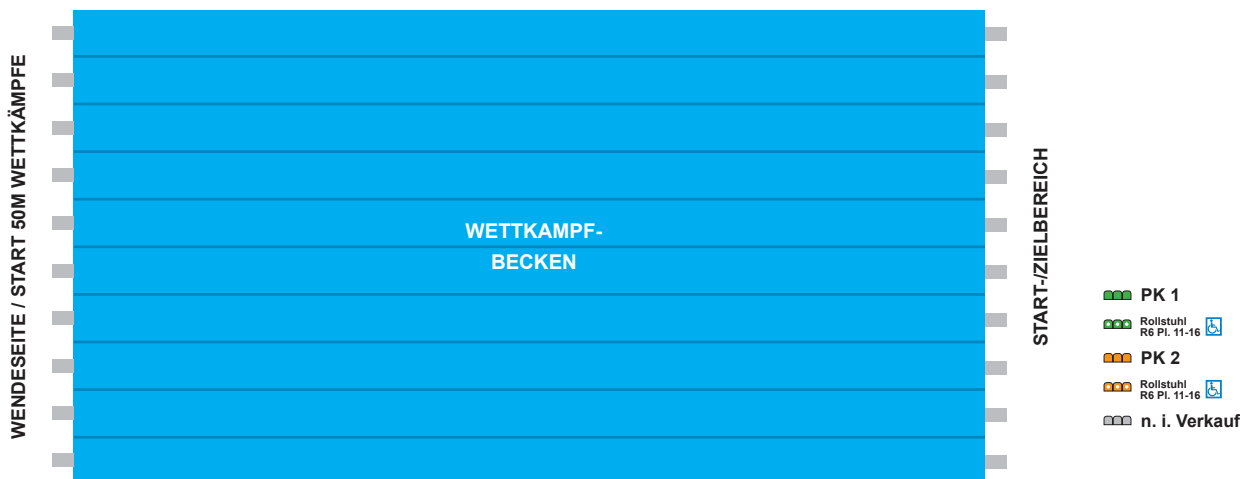 WENDESEITE / START 50M WETTKÄMPFE
WETTKAMPF-
BECKEN
START-/ZIELBEREICH
PK 1
Rollstuhl
R6 Pl. 11-16
PK 2
Rollstuhl
R6 Pl. 11-16
n. i. Verkauf